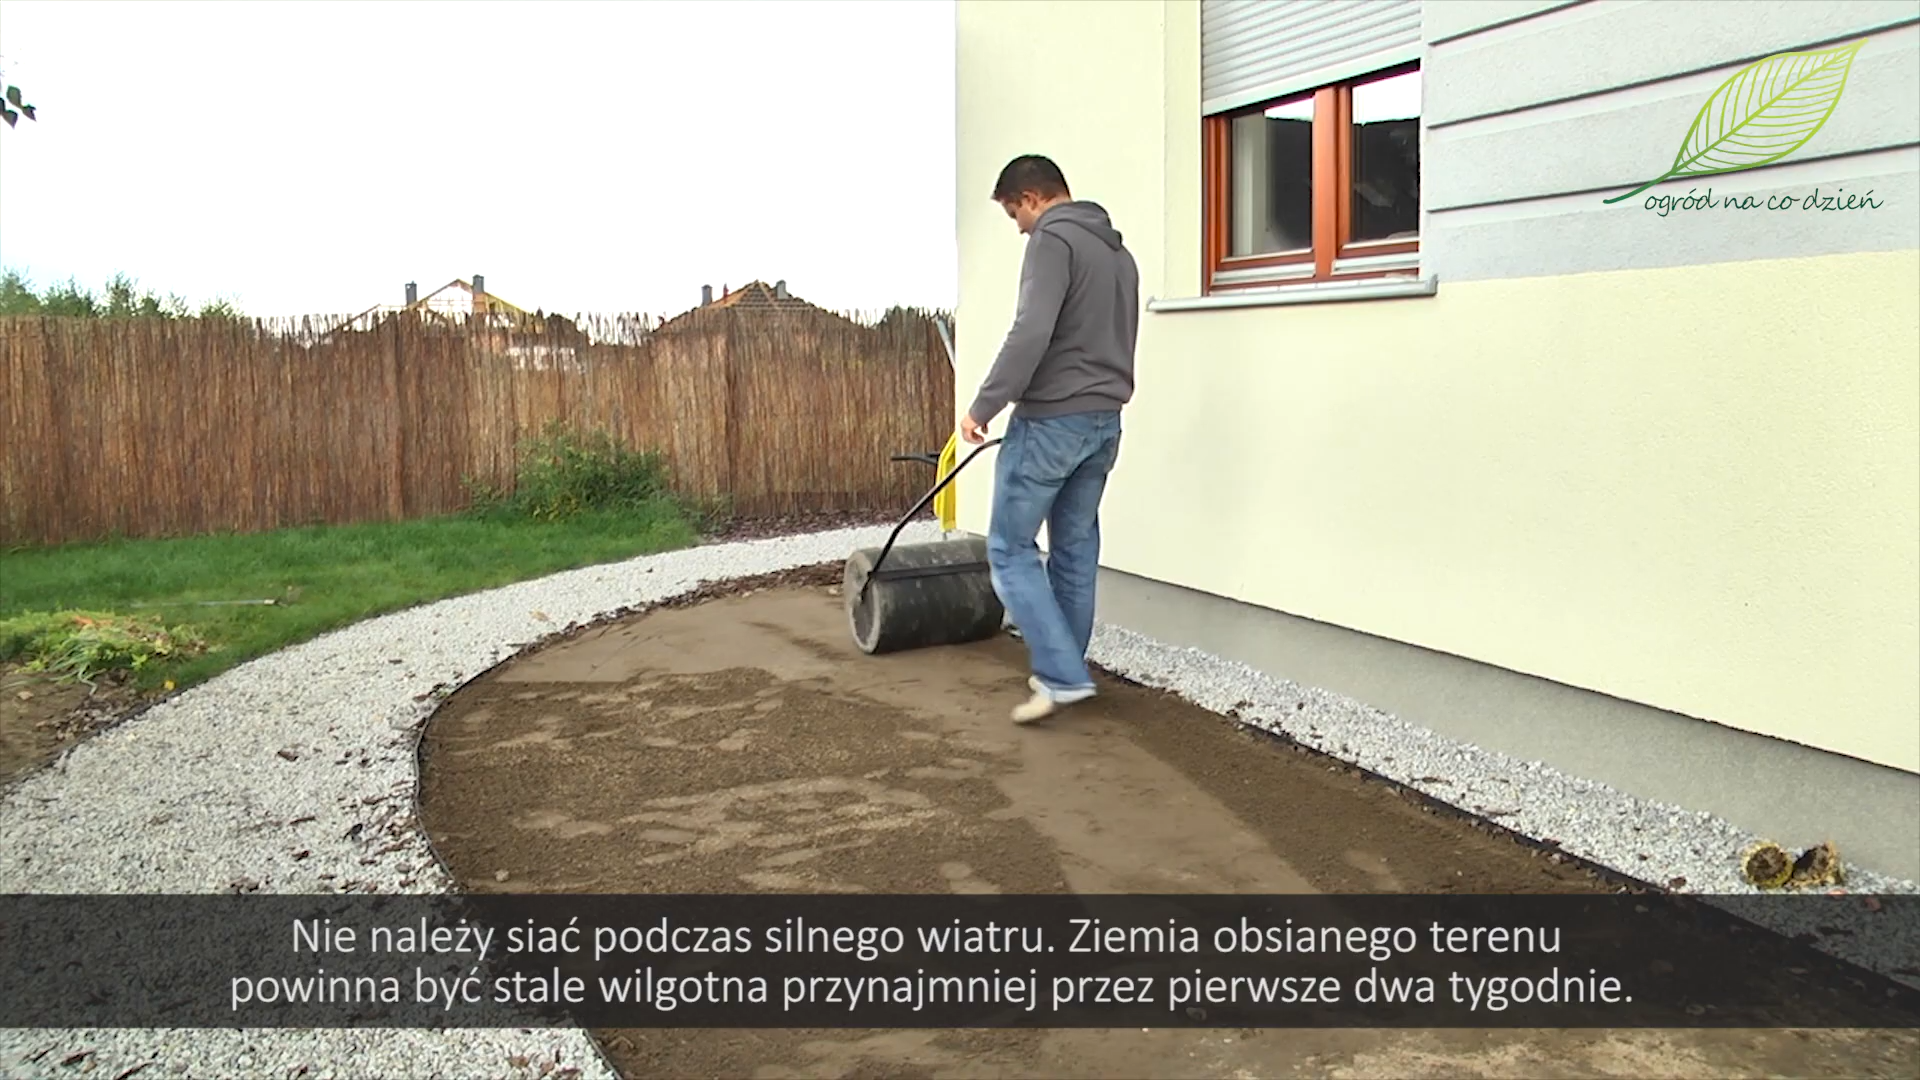 ogród na co dzień
Nie należy siać podczas silnego wiatru. Ziemia obsianego terenu
powinna być stale wilgotna przynajmniej przez pierwsze dwa tygodnie.